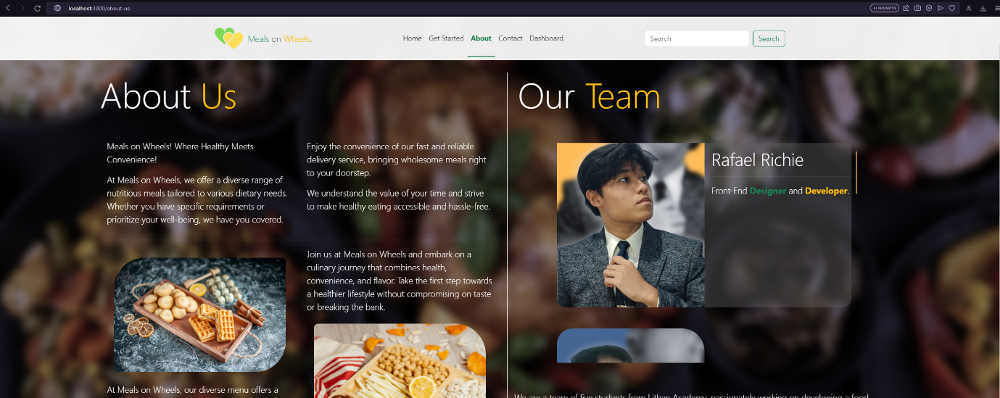 localhost:3000/about-us
AI PROMPTS
Meals on Wheels.
Home
Get Started
About
Contact
Dashboard
Search
Search
About Us
Meals on Wheels! Where Healthy Meets
Convenience!
At Meals on Wheels, we offer a diverse range of
nutritious meals tailored to various dietary needs.
Whether you have specific requirements or
prioritize your well-being, we have you covered.
At Meals on Wheels, our diverse menu offers a
Enjoy the convenience of our fast and reliable
delivery service, bringing wholesome meals right
to your doorstep.
We understand the value of your time and strive
to make healthy eating accessible and hassle-free.
Join us at Meals on Wheels and embark on a
culinary journey that combines health,
convenience, and flavor. Take the first step towards
a healthier lifestyle without compromising on taste
or breaking the bank.
Our Team
Rafael Richie
Front-End Designer and Developer.
We are a team of five students from Lithan Academy, passionately working on developing a food